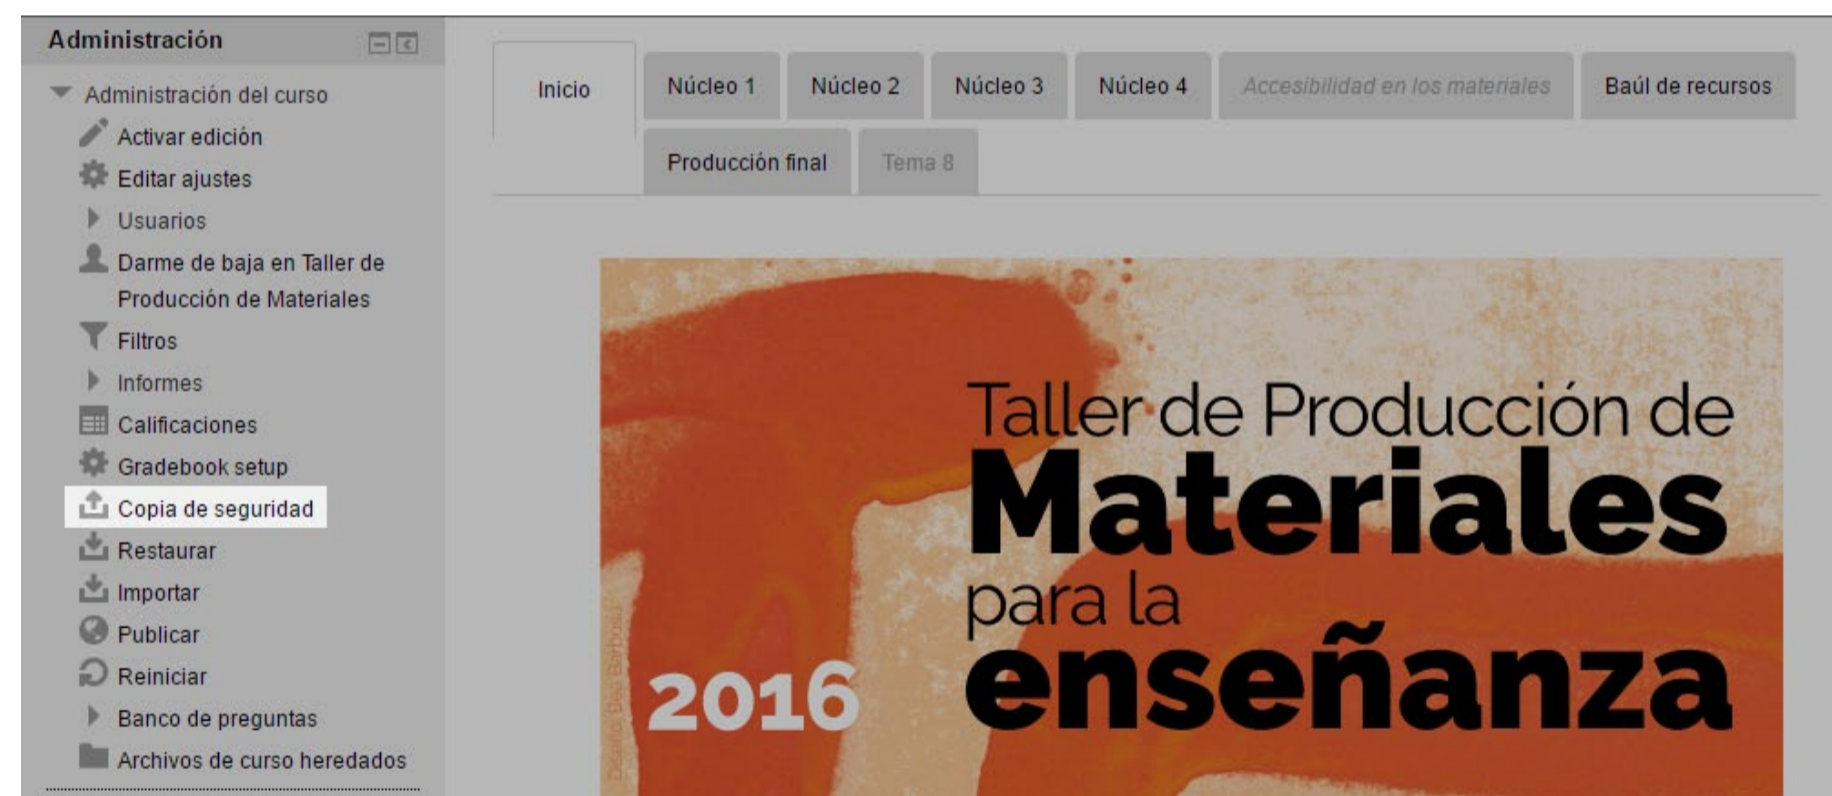 Administración
Administración del curso
Activar edición
Editar ajustes
Usuarios
Darme de baja en Taller de
Producción de Materiales
Filtros
Informes
Calificaciones
Gradebook setup
Copia de seguridad
Restaurar
Importar
Publicar
Reiniciar
Banco de preguntas
Archivos de curso heredados
Inicio
Núcleo 1
Núcleo 2
Núcleo 3
Núcleo 4
Accesibilidad en los materiales
Baúl de recursos
Producción final
Tema 8
Taller de Producción de
Materiales
para la
enseñanza
2016
Diseño Bea Barbosa